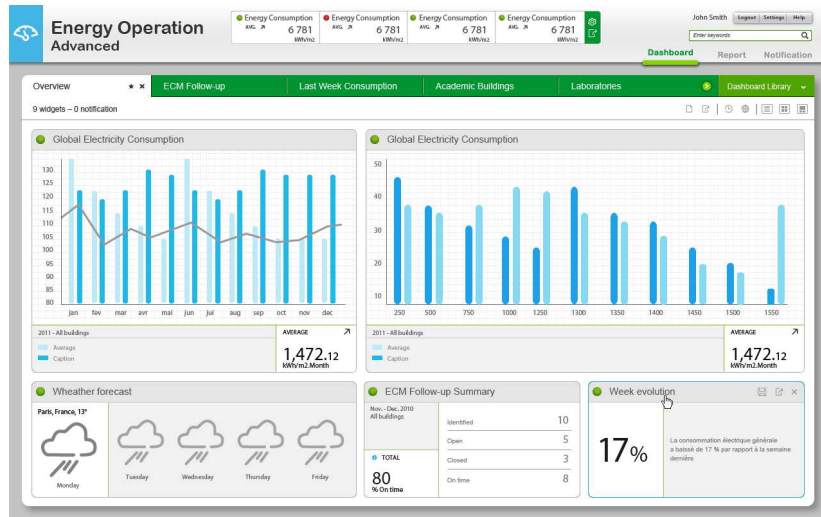 Energy Operation
Advanced
Energy Consumption
AVG.
6 781
kWh/m2
Energy Consumption
AVG.
6 781
kWh/m2
Energy Consumption
AVG.
6 781
kWh/m2
Energy Consumption
AVG.
6 781
kWh/m2
John Smith Logout Settings Help
Enter keywords
Dashboard Report Notification
Overview ECM Follow-up Last Week Consumption Academic Buildings Laboratories Dashboard Library
9 widgets – 0 notification
Global Electricity Consumption
130
125
120
115
110
105
100
95
90
85
80
jan fev mar avr mai jun jui aug sep oct nov dec
2011 - All buildings
Average
Caption
AVERAGE
1,472.12
kWh/m2.Month
Global Electricity Consumption
50
40
30
20
10
250 500 750 1000 1250 1300 1350 1400 1450 1500 1550
2011 - All buildings
Average
Caption
AVERAGE
1,472.12
kWh/m2.Month
Wheather forecast
Paris, France, 13°
Monday Tuesday Wednesday Thursday Friday
ECM Follow-up Summary
Nov. - Dec. 2010
All buildings
TOTAL
80
% On time
Identified 10
Open 5
Closed 3
On time 8
Week evolution
17%
La consommation électrique générale
a baissé de 17 % par rapport à la semaine
dernière